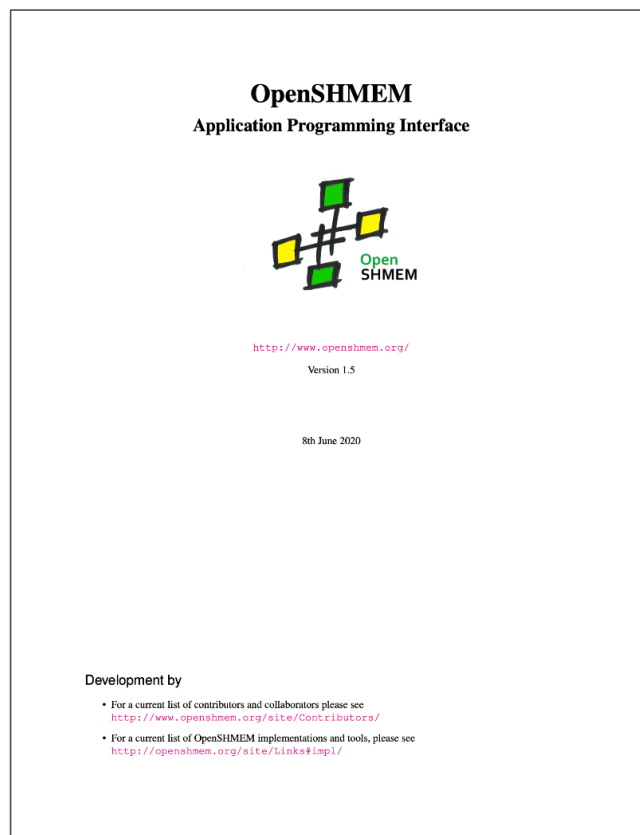 OpenSHMEM
Application Programming Interface
Open
SHMEM
http://www.openshmem.org/
Version 1.5
8th June 2020
Development by
• For a current list of contributors and collaborators please see
http://www.openshmem.org/site/Contributors/
• For a current list of OpenSHMEM implementations and tools, please see
http://openshmem.org/site/Links#impl/